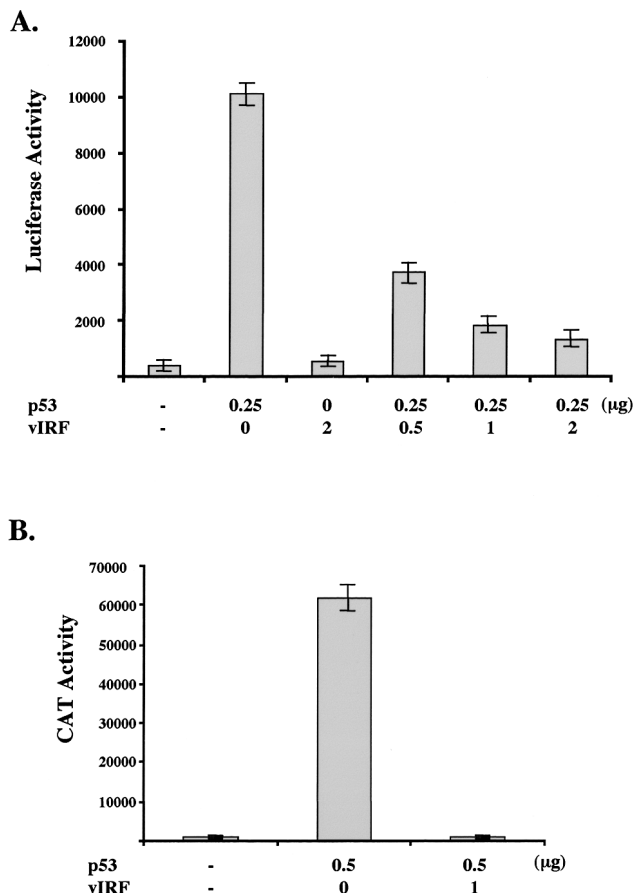 A.
Luciferase Activity
12000
10000
8000
6000
4000
2000
p53 - 0.25 0 0.25 0.25 0.25 (µg)
vIRF - 0 2 0.5 1 2
B.
CAT Activity
70000
60000
50000
40000
30000
20000
10000
p53 - 0.5 0.5 (µg)
vIRF - 0 1